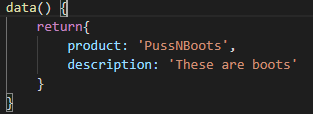 data() {
    return{
        product: 'PussNBoots',
        description: 'These are boots'
    }
}